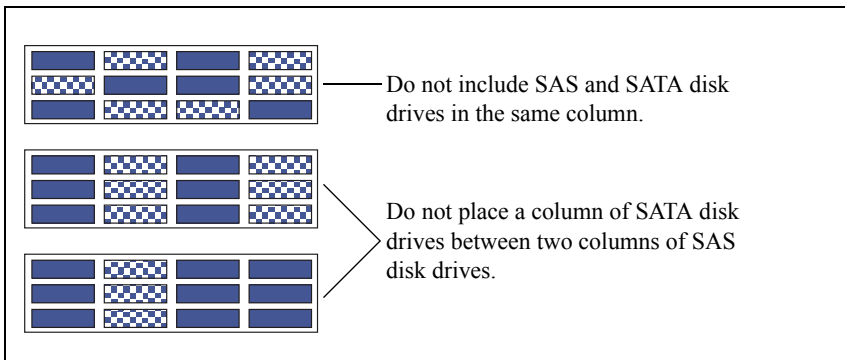 Do not include SAS and SATA disk
drives in the same column.
Do not place a column of SATA disk
drives between two columns of SAS
disk drives.